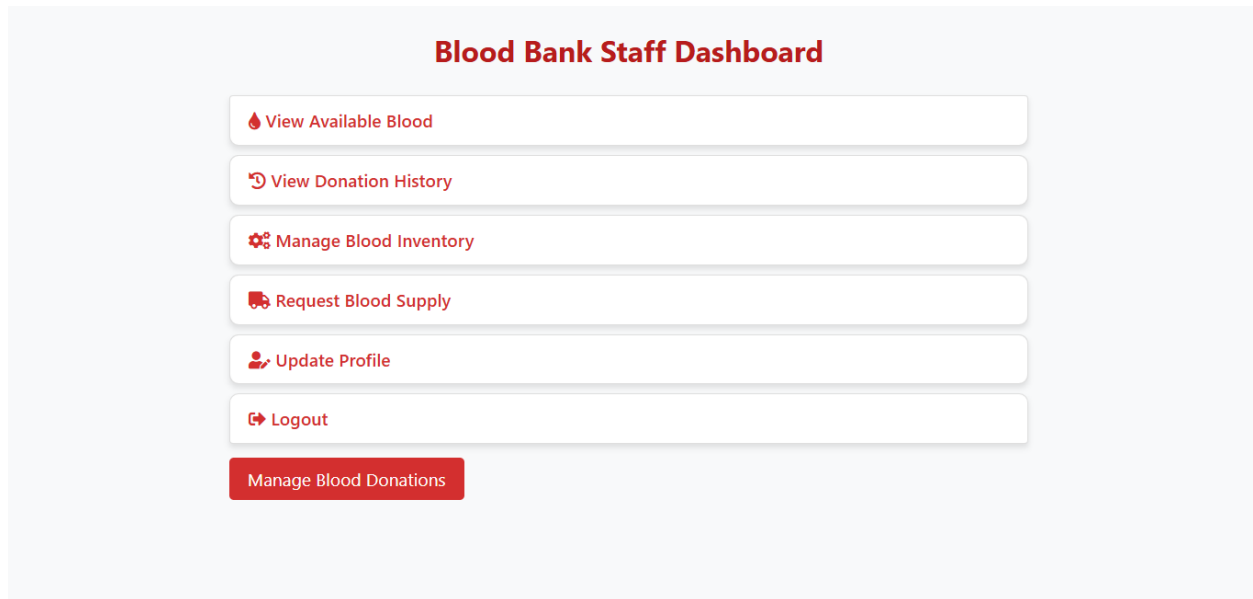 Blood Bank Staff Dashboard
View Available Blood
View Donation History
Manage Blood Inventory
Request Blood Supply
Update Profile
Logout
Manage Blood Donations